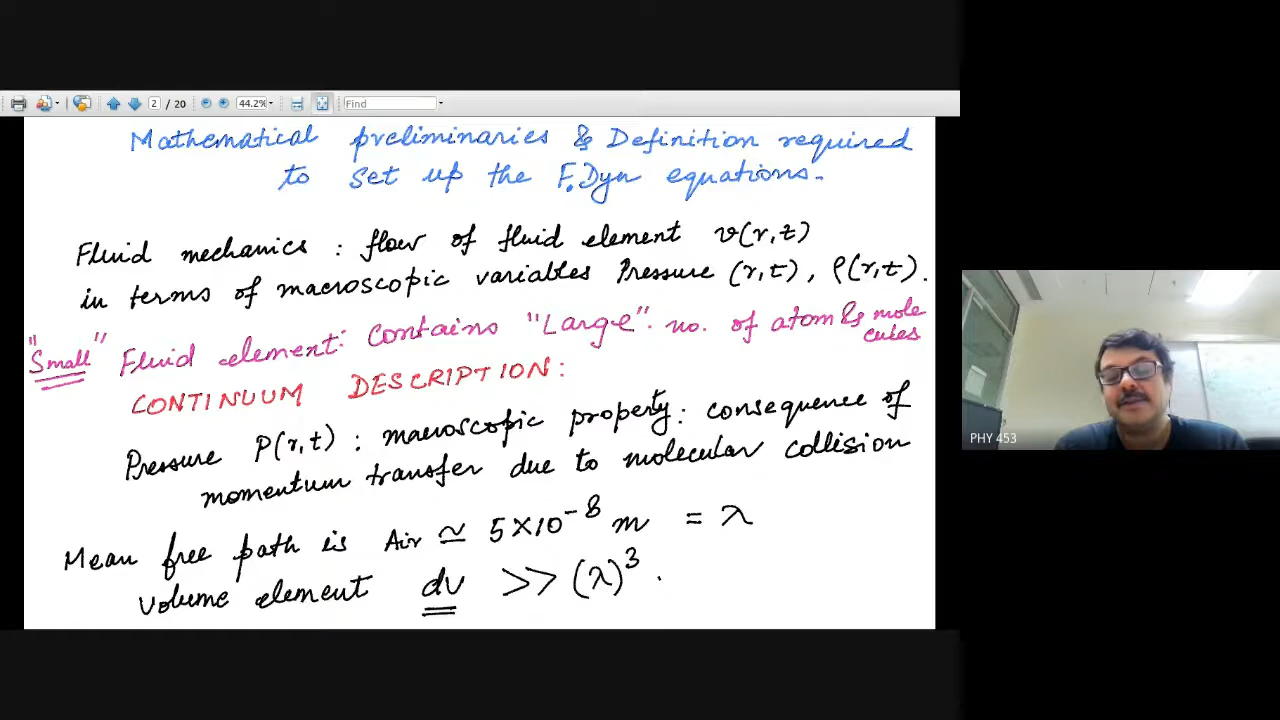 2 / 20
44.2%
Find
Mathematical preliminaries & Definition required
to set up the F.Dyn equations.
Fluid mechanics : flow of fluid element v(r,t)
in terms of macroscopic variables Pressure (r,t), ρ(r,t).
"Small" Fluid element: contains "Large". no. of atom & mole
cules
CONTINUUM DESCRIPTION:
Pressure P(r,t) : macroscopic property: consequence of
momentum transfer due to molecular collision
Mean free path is Air ≃ 5×10⁻⁸ m = λ
volume element dv >> (λ)³.
PHY 453